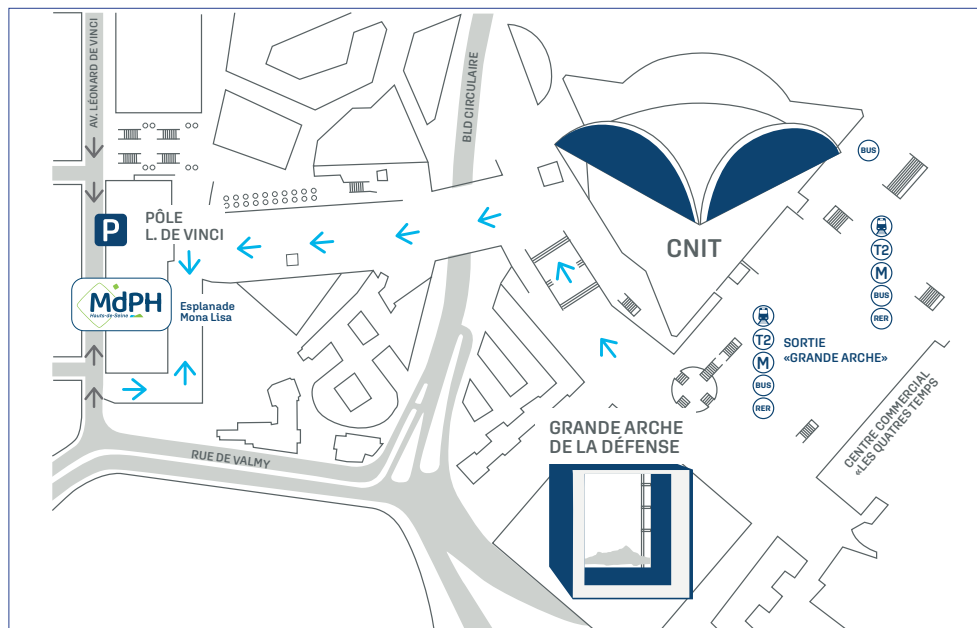 AV. LÉONARD DE VINCI
BLD CIRCULAIRE
BUS
P
PÔLE
L. DE VINCI
CNIT
T2
M
BUS
RER
MdPH
Hauts-de-Seine
Esplanade
Mona Lisa
T2
M
BUS
RER
SORTIE
«GRANDE ARCHE»
CENTRE COMMERCIAL
«LES QUATRES TEMPS
GRANDE ARCHE
DE LA DÉFENSE
RUE DE VALMY